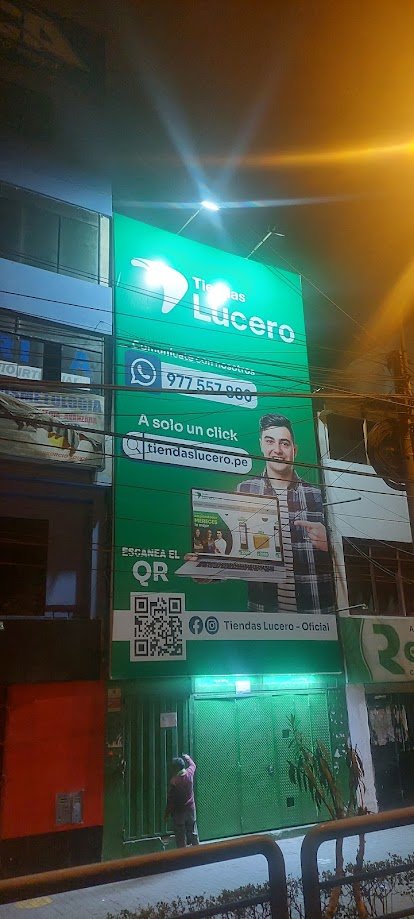 Tiendas
Lucero
Comunícate con nosotros
977 557 880
A solo un click
tiendaslucero.pe
ESCANEA EL
QR
Tiendas Lucero - Oficial
R